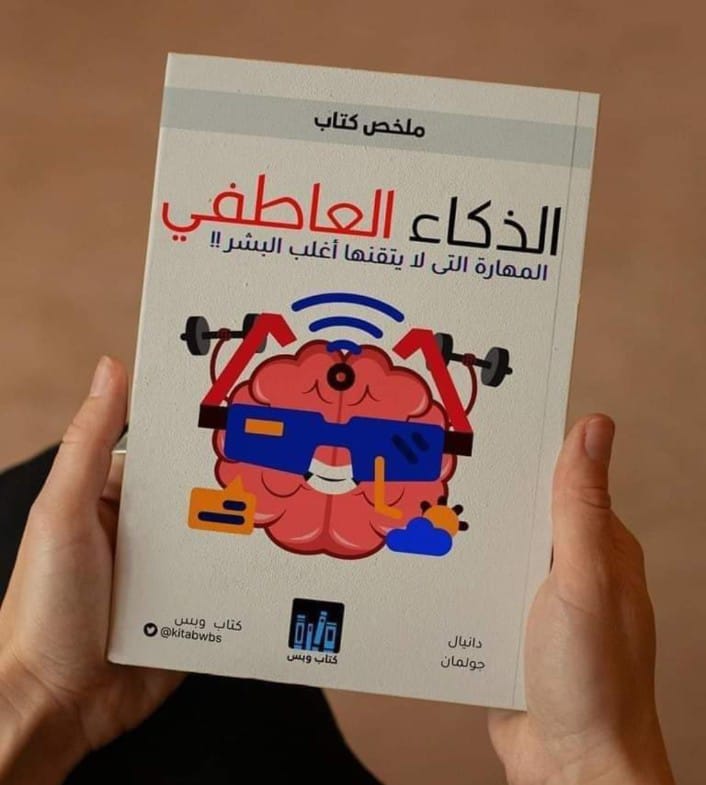 ملخص كتاب
الذكاء العاطفي
المهارة التى لا يتقنها أغلب البشر !!
كتاب وبس
@kitabwbs
كتاب وبس
دانيال
جولمان